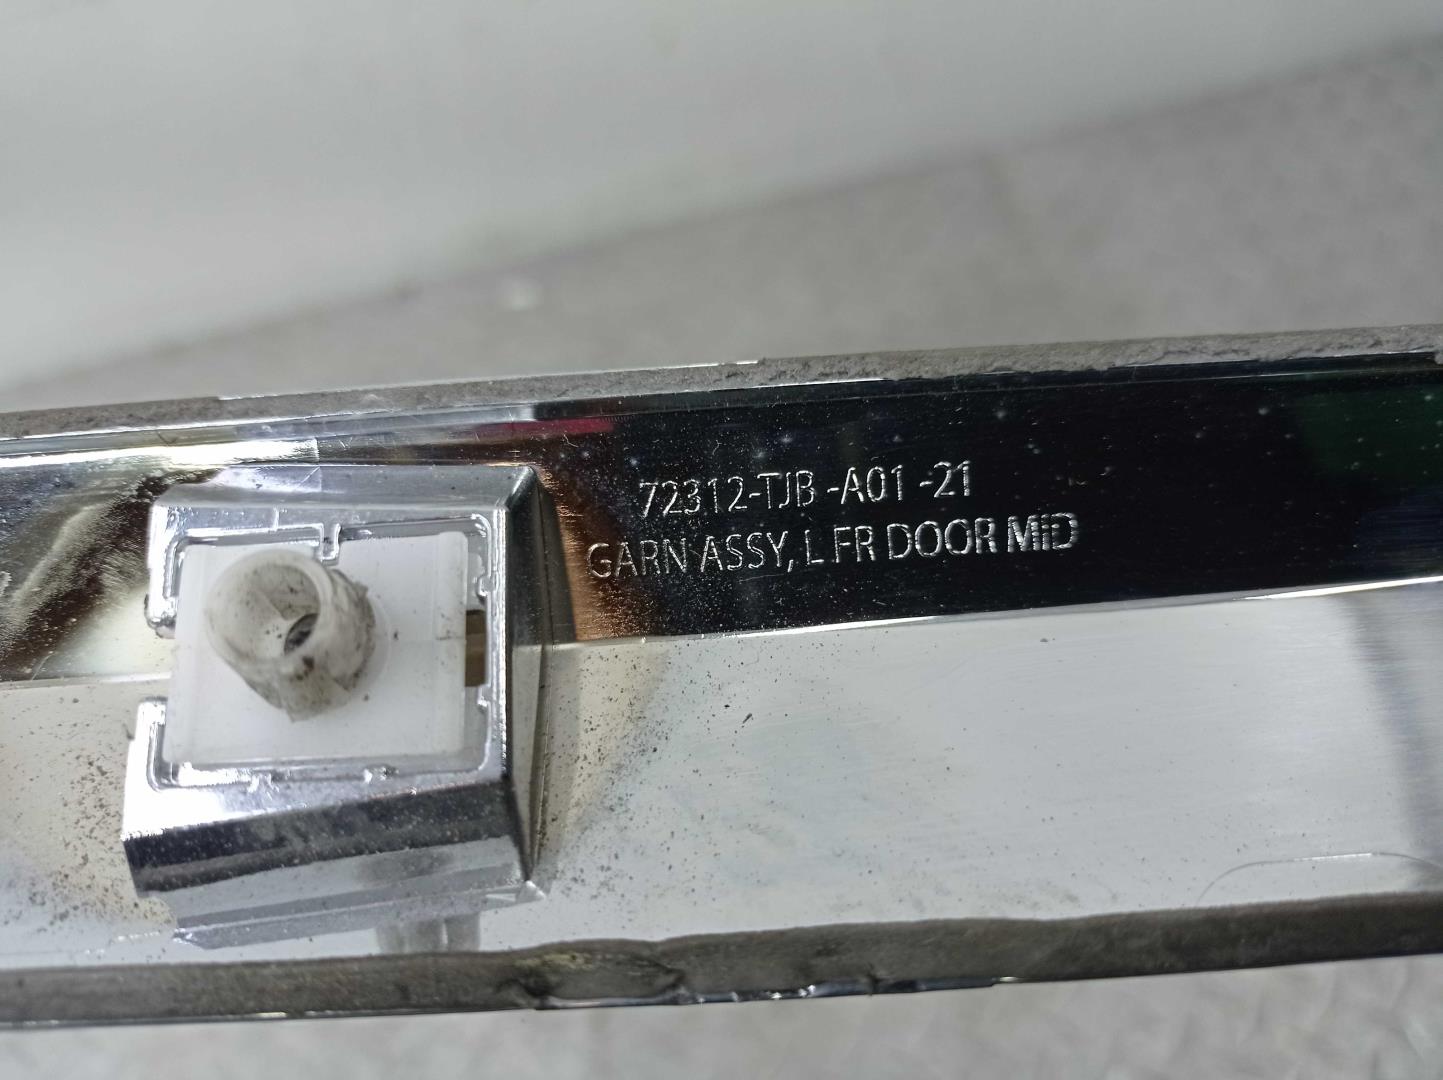 72312-TJB-A01-21
GARN ASSY, L.FR DOOR MiD